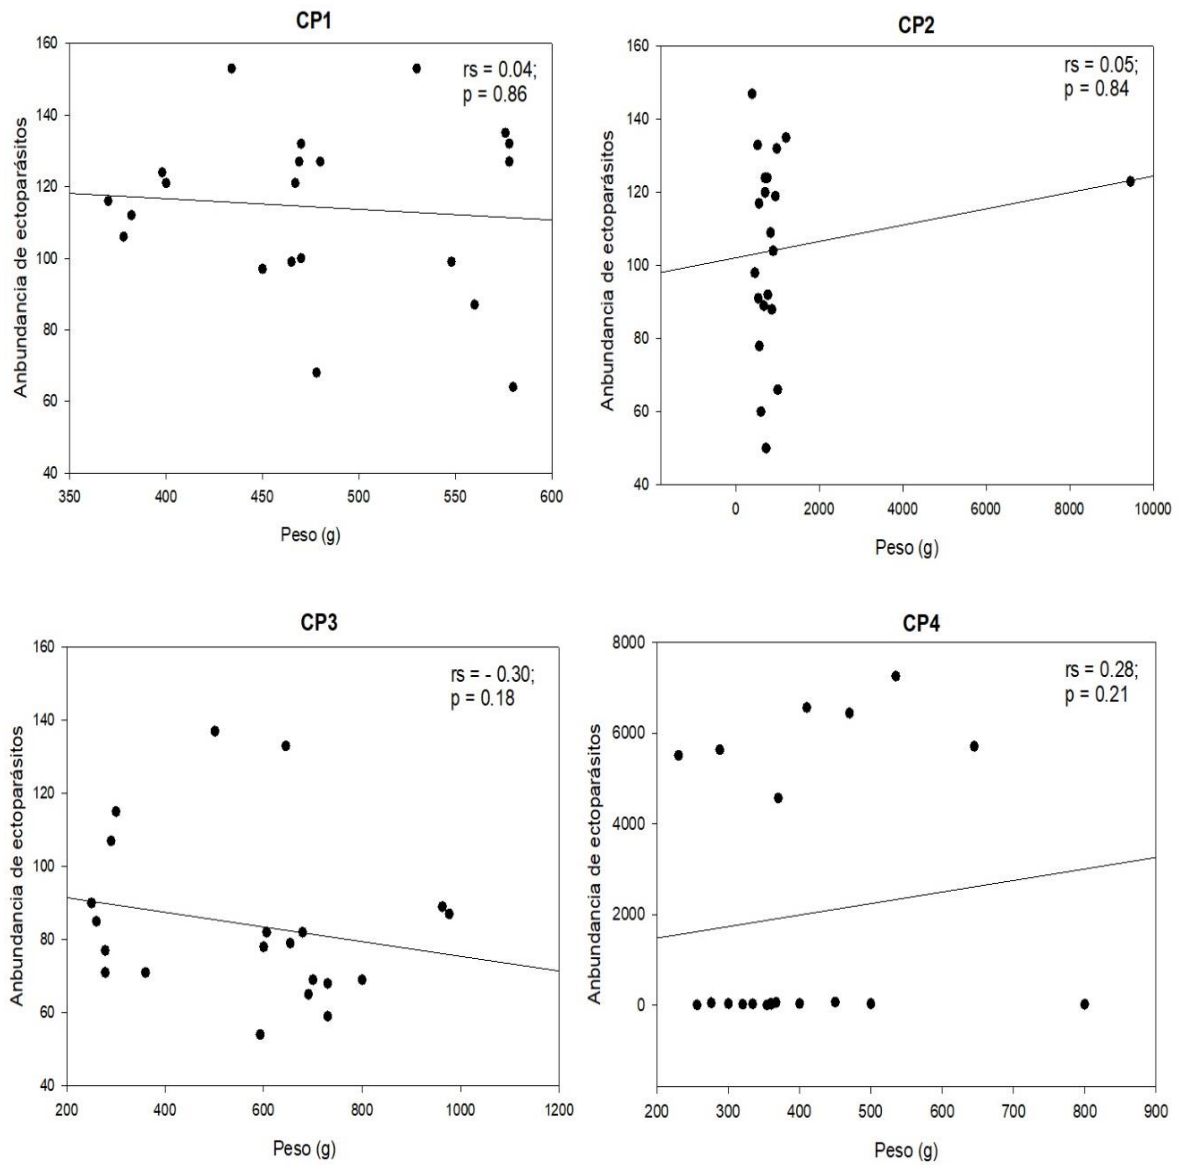 CP1
rs = 0.04;
p = 0.86
160
140
120
100
80
60
40
Anbundancia de ectoparásitos
350 400 450 500 550 600
Peso (g)
CP2
rs = 0.05;
p = 0.84
160
140
120
100
80
60
40
Anbundancia de ectoparásitos
0 2000 4000 6000 8000 10000
Peso (g)
CP3
rs = - 0.30;
p = 0.18
160
140
120
100
80
60
40
Anbundancia de ectoparásitos
200 400 600 800 1000 1200
Peso (g)
CP4
rs = 0.28;
p = 0.21
8000
6000
4000
2000
0
Anbundancia de ectoparásitos
200 300 400 500 600 700 800 900
Peso (g)